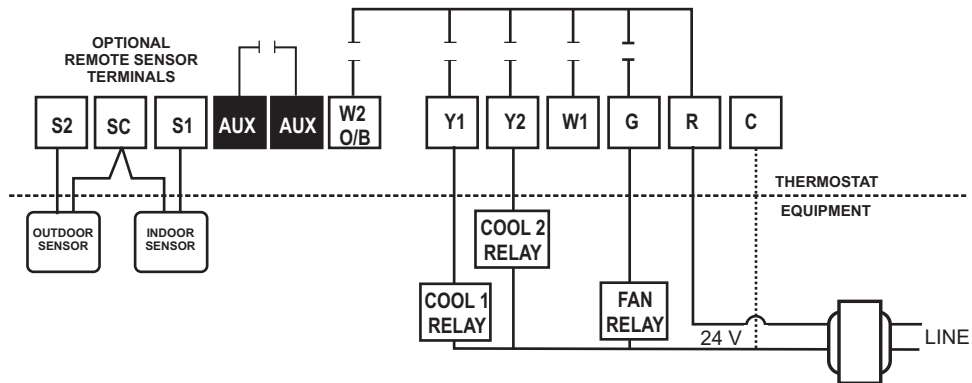 OPTIONAL
REMOTE SENSOR
TERMINALS
S2
SC
S1
AUX
AUX
W2
O/B
Y1
Y2
W1
G
R
C
THERMOSTAT
EQUIPMENT
OUTDOOR
SENSOR
INDOOR
SENSOR
COOL 2
RELAY
COOL 1
RELAY
FAN
RELAY
24 V
LINE